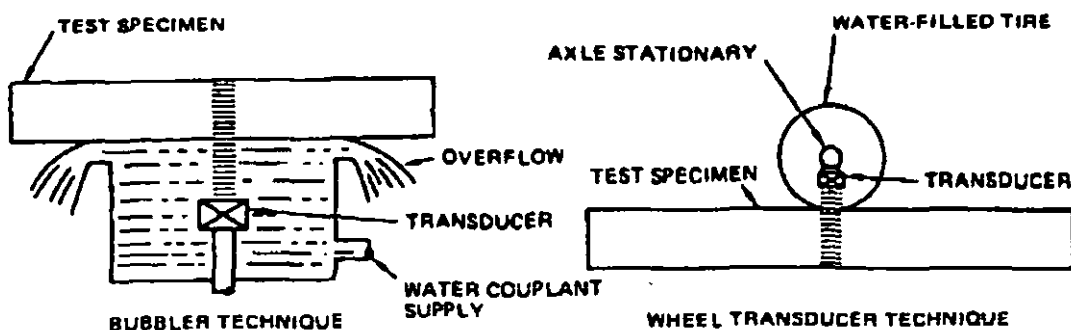 TEST SPECIMEN
OVERFLOW
TRANSDUCER
WATER COUPLANT
SUPPLY
BUBBLER TECHNIQUE
WATER-FILLED TIRE
AXLE STATIONARY
TEST SPECIMEN
TRANSDUCER
WHEEL TRANSDUCER TECHNIQUE